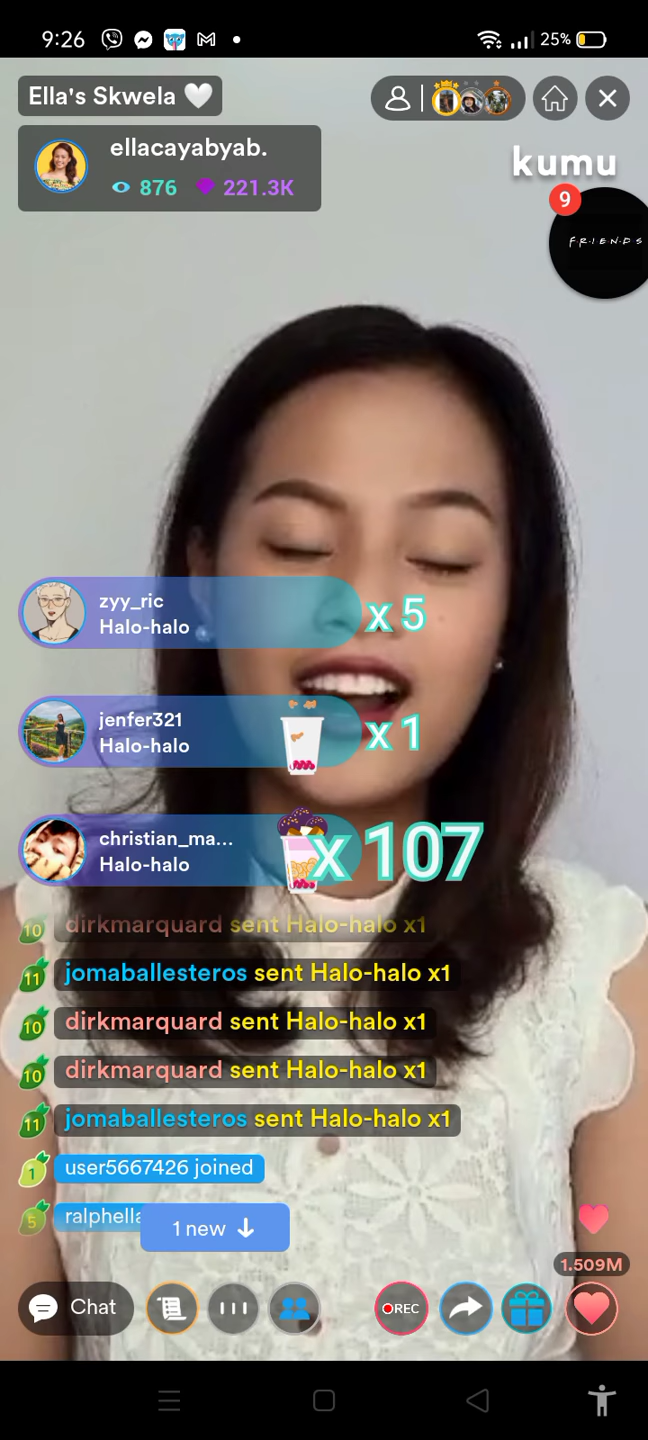 9:26
25%
Ella's Skwela 🤍
ellacayabyab.
876 221.3K
kumu
9
F·R·I·E·N·D·S
zyy_ric
Halo-halo
x 5
jenfer321
Halo-halo
x 1
christian_ma...
Halo-halo
x 107
10 dirkmarquard sent Halo-halo x1
11 jomaballesteros sent Halo-halo x1
10 dirkmarquard sent Halo-halo x1
10 dirkmarquard sent Halo-halo x1
11 jomaballesteros sent Halo-halo x1
1 user5667426 joined
5 ralphella
1 new ↓
1.509M
Chat
REC